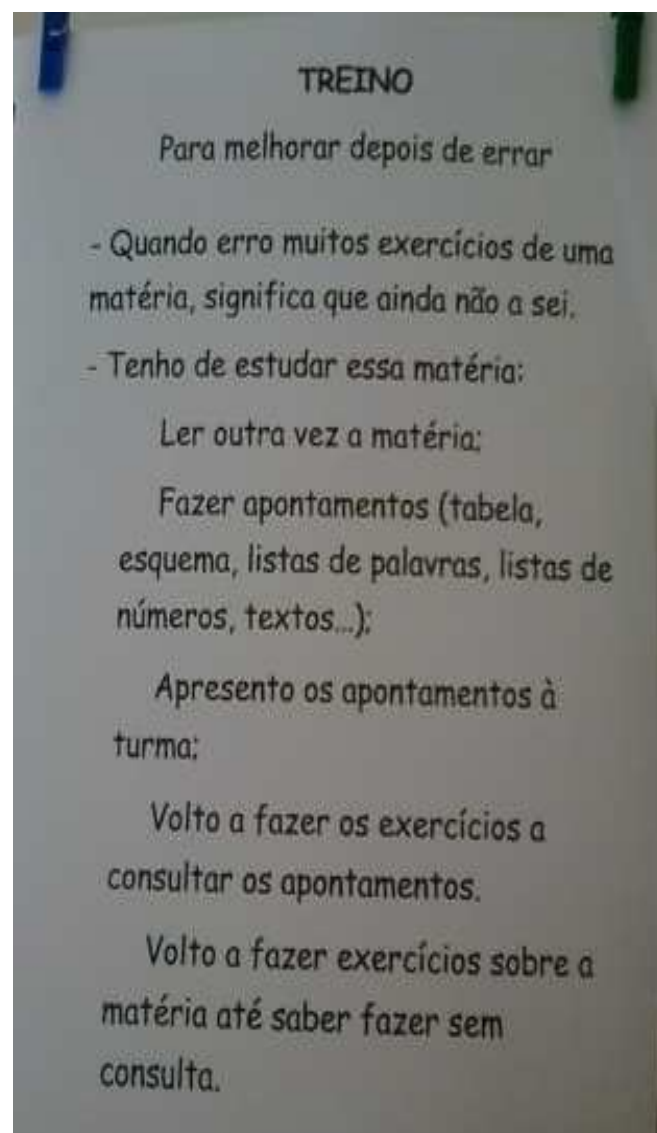 TREINO
Para melhorar depois de errar
- Quando erro muitos exercícios de uma
matéria, significa que ainda não a sei.
- Tenho de estudar essa matéria:
Ler outra vez a matéria;
Fazer apontamentos (tabela,
esquema, listas de palavras, listas de
números, textos...);
Apresento os apontamentos à
turma;
Volto a fazer os exercícios a
consultar os apontamentos.
Volto a fazer exercícios sobre a
matéria até saber fazer sem
consulta.